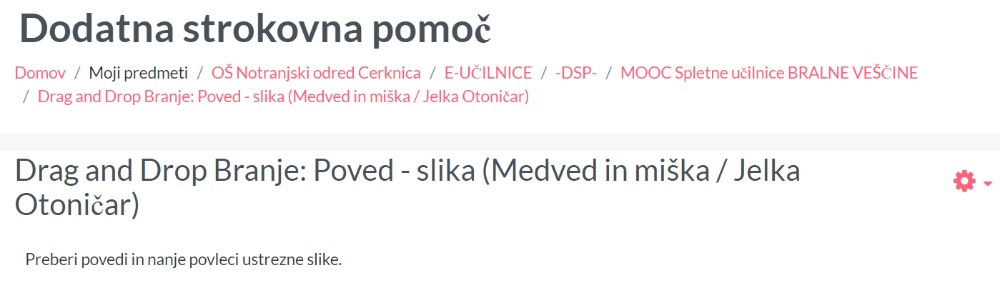 Dodatna strokovna pomoč
Domov / Moji predmeti / OŠ Notranjski odred Cerknica / E-UČILNICE / -DSP- / MOOC Spletne učilnice BRALNE VEŠČINE
/ Drag and Drop Branje: Poved - slika (Medved in miška / Jelka Otoničar)
Drag and Drop Branje: Poved - slika (Medved in miška / Jelka
Otoničar)
Preberi povedi in nanje povleci ustrezne slike.